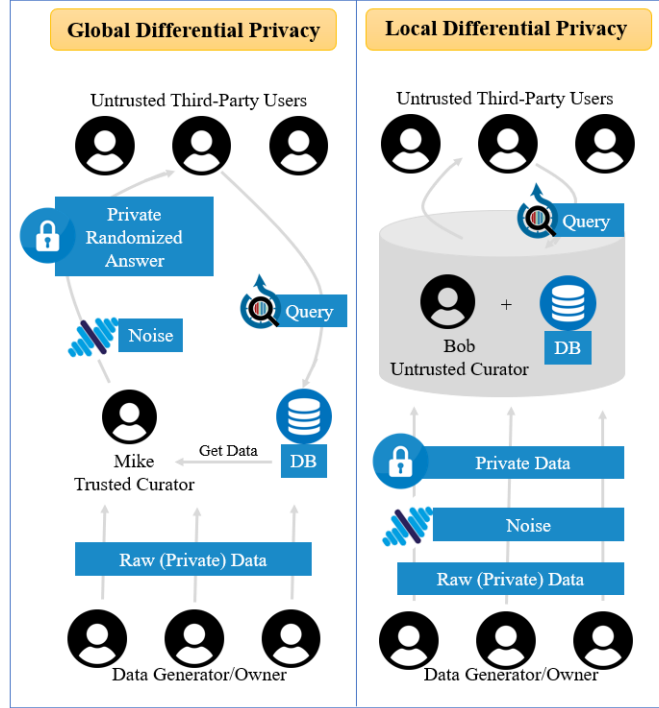 Global Differential Privacy
Untrusted Third-Party Users
Private
Randomized
Answer
Query
Noise
Mike
Trusted Curator
Get Data
DB
Raw (Private) Data
Data Generator/Owner
Local Differential Privacy
Untrusted Third-Party Users
Query
Bob
Untrusted Curator
+
DB
Private Data
Noise
Raw (Private) Data
Data Generator/Owner